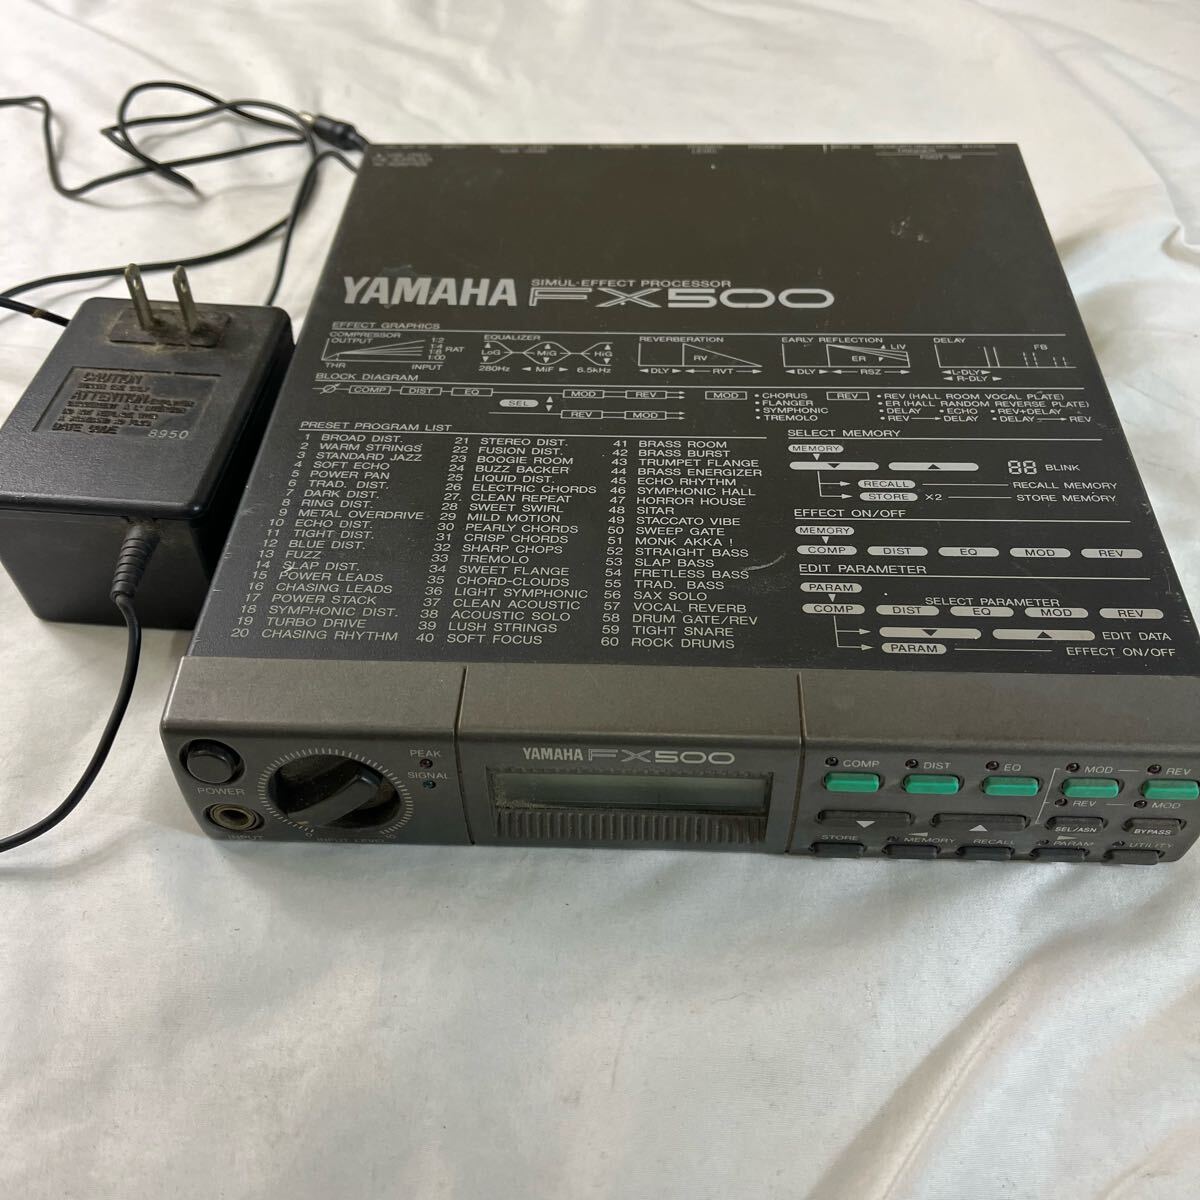 YAMAHA
SIMUL-EFFECT PROCESSOR
FX500
EFFECT GRAPHICS
COMPRESSOR
OUTPUT
1:2
1:4
1:8
1:00
RAT
THR
INPUT
EQUALIZER
LoG
MiG
HiG
280Hz
MiF
6.5kHz
REVERBERATION
RV
DLY
RVT
EARLY REFLECTION
LIV
ER
DLY
RSZ
DELAY
FB
L-DLY
R-DLY
BLOCK DIAGRAM
COMP
DIST
EQ
SEL
MOD
REV
REV
MOD
MOD
• CHORUS
• FLANGER
• SYMPHONIC
• TREMOLO
REV
• REV (HALL ROOM VOCAL PLATE)
• ER (HALL RANDOM REVERSE PLATE)
• DELAY • ECHO • REV+DELAY
• REV → DELAY • DELAY → REV
PRESET PROGRAM LIST
1 BROAD DIST.
2 WARM STRINGS
3 STANDARD JAZZ
4 SOFT ECHO
5 POWER PAN
6 TRAD. DIST.
7 DARK DIST.
8 RING DIST.
9 METAL OVERDRIVE
10 ECHO DIST.
11 TIGHT DIST.
12 BLUE DIST.
13 FUZZ
14 SLAP DIST.
15 POWER LEADS
16 CHASING LEADS
17 POWER STACK
18 SYMPHONIC DIST.
19 TURBO DRIVE
20 CHASING RHYTHM
21 STEREO DIST.
22 FUSION DIST.
23 BOOGIE ROOM
24 BUZZ BACKER
25 LIQUID DIST.
26 ELECTRIC CHORDS
27 CLEAN REPEAT
28 SWEET SWIRL
29 MILD MOTION
30 PEARLY CHORDS
31 CRISP CHORDS
32 SHARP CHOPS
33 TREMOLO
34 SWEET FLANGE
35 CHORD-CLOUDS
36 LIGHT SYMPHONIC
37 CLEAN ACOUSTIC
38 ACOUSTIC SOLO
39 LUSH STRINGS
40 SOFT FOCUS
41 BRASS ROOM
42 BRASS BURST
43 TRUMPET FLANGE
44 BRASS ENERGIZER
45 ECHO RHYTHM
46 SYMPHONIC HALL
47 HORROR HOUSE
48 SITAR
49 STACCATO VIBE
50 SWEEP GATE
51 MONK AKKA !
52 STRAIGHT BASS
53 SLAP BASS
54 FRETLESS BASS
55 TRAD. BASS
56 SAX SOLO
57 VOCAL REVERB
58 DRUM GATE/REV
59 TIGHT SNARE
60 ROCK DRUMS
SELECT MEMORY
MEMORY
88 BLINK
RECALL
RECALL MEMORY
STORE ×2
STORE MEMORY
EFFECT ON/OFF
MEMORY
COMP
DIST
EQ
MOD
REV
EDIT PARAMETER
PARAM
SELECT PARAMETER
COMP
DIST
EQ
MOD
REV
EDIT DATA
PARAM
EFFECT ON/OFF
CAUTION
ATTENTION
DATE CODE
8950
POWER
INPUT
INPUT LEVEL
10
PEAK
SIGNAL
YAMAHA FX500
COMP
DIST
EQ
MOD
REV
REV
MOD
SEL/ASN
BYPASS
STORE
MEMORY
RECALL
PARAM
UTILITY
FOOT SW